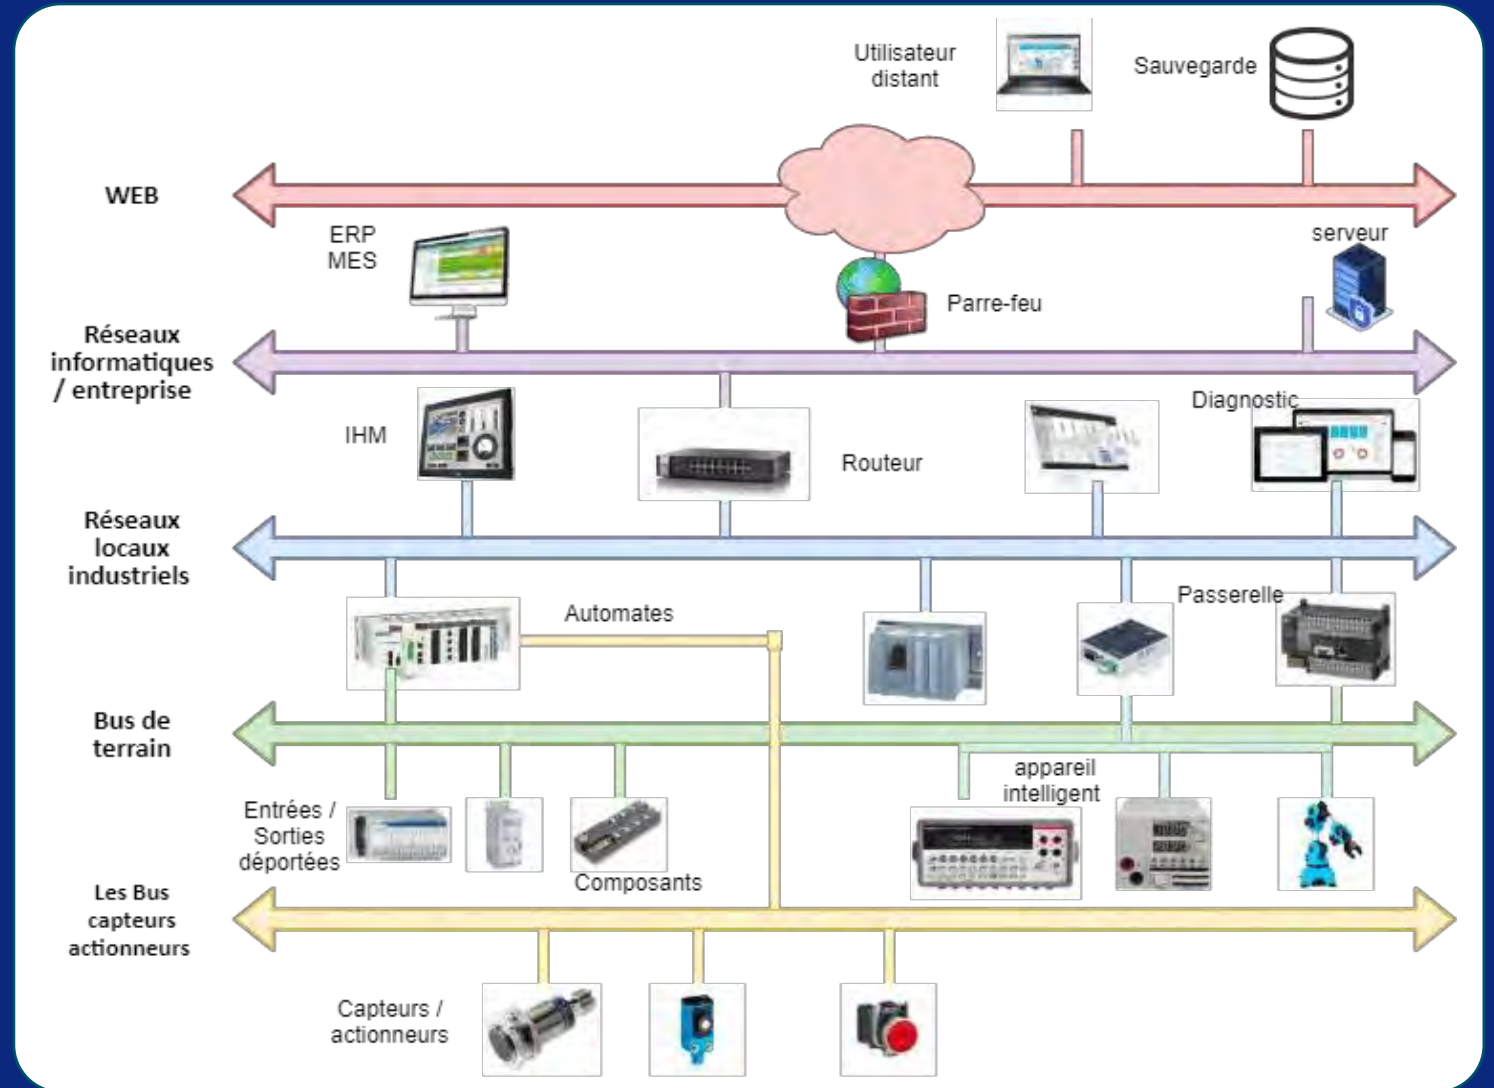 Utilisateur
distant
Sauvegarde
WEB
ERP
MES
serveur
Parre-feu
Réseaux
informatiques
/ entreprise
Diagnostic
IHM
Routeur
Réseaux
locaux
industriels
Passerelle
Automates
Bus de
terrain
appareil
intelligent
Entrées /
Sorties
déportées
Composants
Les Bus
capteurs
actionneurs
Capteurs /
actionneurs